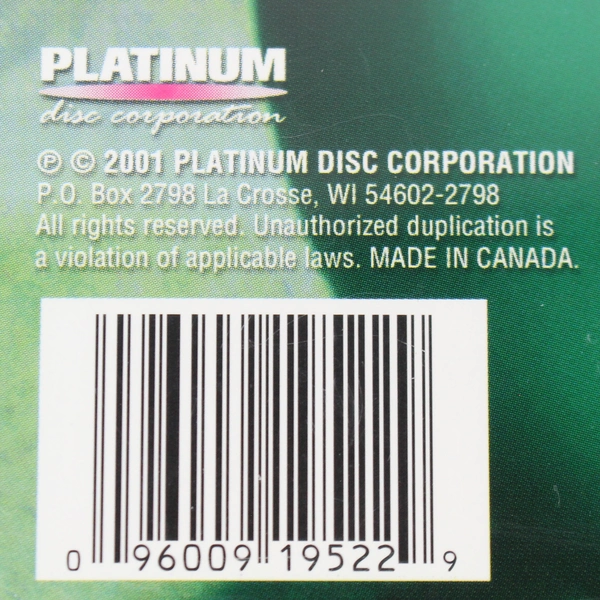 PLATINUM
disc corporation
℗ © 2001 PLATINUM DISC CORPORATION
P.O. Box 2798 La Crosse, WI 54602-2798
All rights reserved. Unauthorized duplication is
a violation of applicable laws. MADE IN CANADA.
0 96009 19522 9